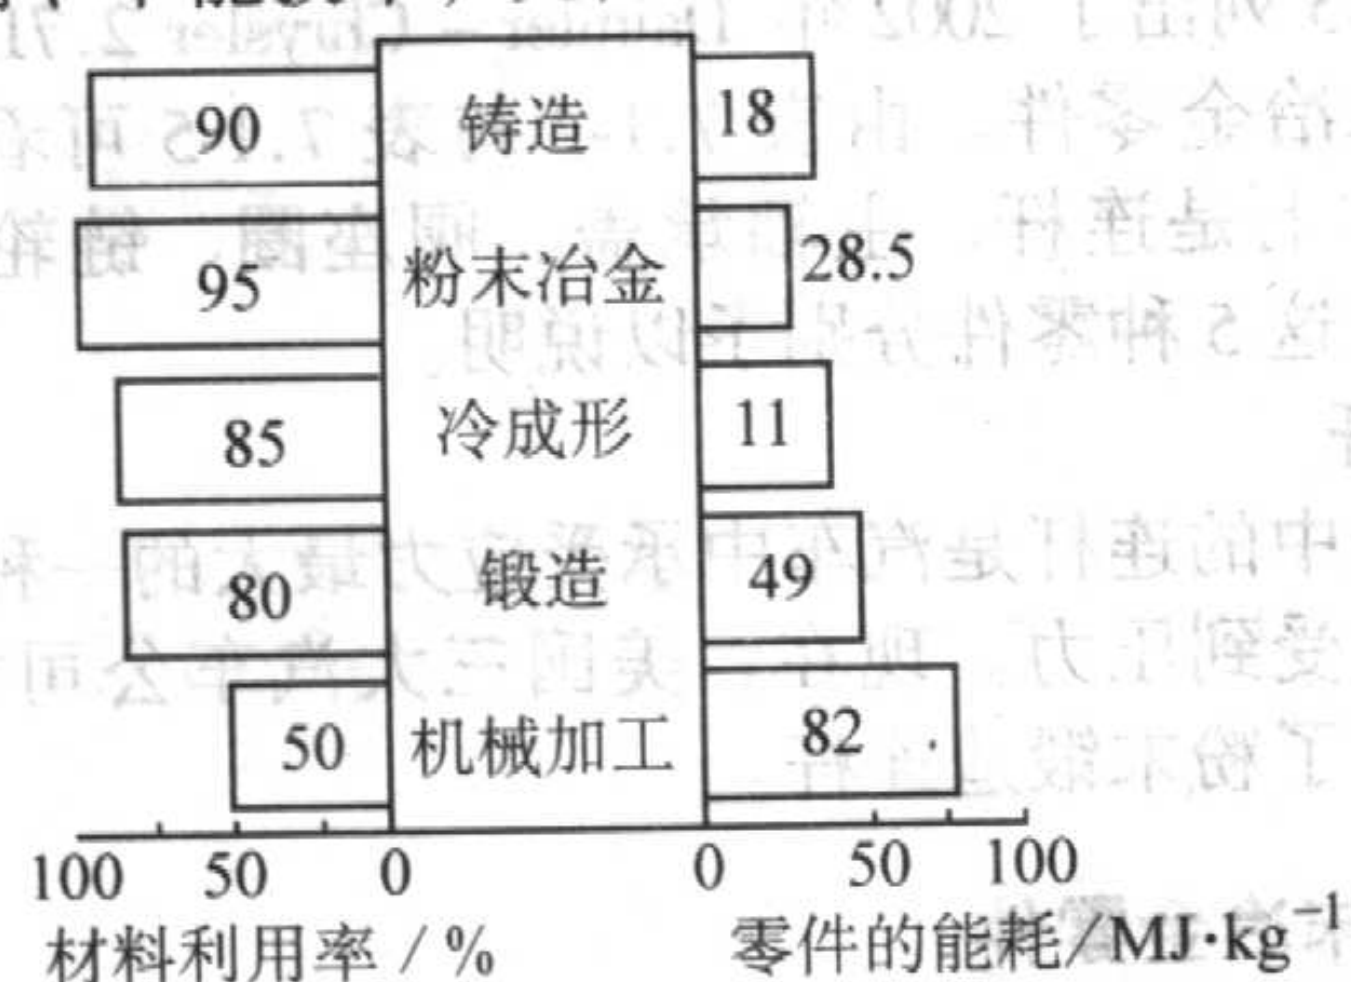 90 铸造 18
95 粉末冶金 28.5
85 冷成形 11
80 锻造 49
50 机械加工 82
100 50 0 0 50 100
材料利用率/% 零件的能耗/MJ·kg⁻¹